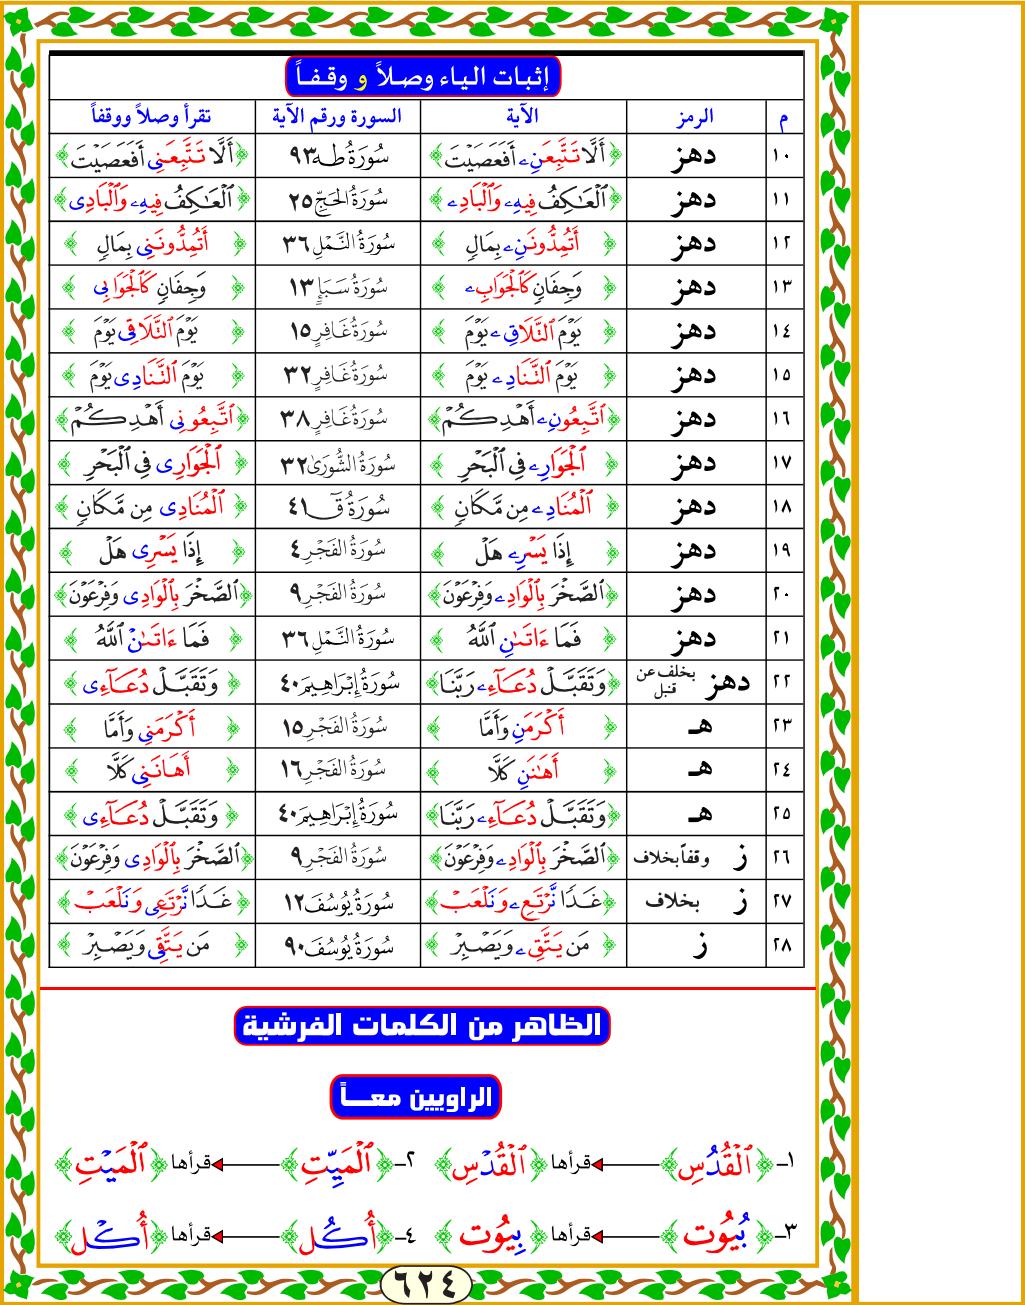 إثبات الياء وصلاً و وقـفـاً
م الرمز الآية السورة ورقم الآية تقرأ وصلاً ووقفاً
١٠ دهز ﴿أَلَّا تَتَّبِعَنِۦ أَفَعَصَيْتَ﴾ سُورَةُ طه ٩٣ ﴿أَلَّا تَتَّبِعَنِى أَفَعَصَيْتَ﴾
١١ دهز ﴿ٱلْعَٰكِفُ فِيهِۦ وَٱلْبَادِۦ﴾ سُورَةُ الحَجِّ ٢٥ ﴿ٱلْعَٰكِفُ فِيهِۦ وَٱلْبَادِى﴾
١٢ دهز ﴿أَتُمِدُّونَنِۦ بِمَالٍ﴾ سُورَةُ النَّمْلِ ٣٦ ﴿أَتُمِدُّونَنِى بِمَالٍ﴾
١٣ دهز ﴿وَجِفَانٍ كَٱلْجَوَابِۦ﴾ سُورَةُ سَبَإٍ ١٣ ﴿وَجِفَانٍ كَٱلْجَوَابِى﴾
١٤ دهز ﴿يَوْمَ ٱلتَّلَاقِۦ يَوْمَ﴾ سُورَةُ غَافِرٍ ١٥ ﴿يَوْمَ ٱلتَّلَاقِى يَوْمَ﴾
١٥ دهز ﴿يَوْمَ ٱلتَّنَادِۦ يَوْمَ﴾ سُورَةُ غَافِرٍ ٣٢ ﴿يَوْمَ ٱلتَّنَادِى يَوْمَ﴾
١٦ دهز ﴿ٱتَّبِعُونِۦ أَهْدِكُمْ﴾ سُورَةُ غَافِرٍ ٣٨ ﴿ٱتَّبِعُونِى أَهْدِكُمْ﴾
١٧ دهز ﴿ٱلْجَوَارِۦ فِى ٱلْبَحْرِ﴾ سُورَةُ الشُّورَىٰ ٣٢ ﴿ٱلْجَوَارِى فِى ٱلْبَحْرِ﴾
١٨ دهز ﴿ٱلْمُنَادِۦ مِن مَّكَانٍ﴾ سُورَةُ قٓ ٤١ ﴿ٱلْمُنَادِى مِن مَّكَانٍ﴾
١٩ دهز ﴿إِذَا يَسْرِۦ هَلْ﴾ سُورَةُ الفَجْرِ ٤ ﴿إِذَا يَسْرِى هَلْ﴾
٢٠ دهز ﴿ٱلصَّخْرَ بِٱلْوَادِۦ وَفِرْعَوْنَ﴾ سُورَةُ الفَجْرِ ٩ ﴿ٱلصَّخْرَ بِٱلْوَادِى وَفِرْعَوْنَ﴾
٢١ دهز ﴿فَمَا ءَاتَىٰنِ ٱللَّهُ﴾ سُورَةُ النَّمْلِ ٣٦ ﴿فَمَا ءَاتَىٰنْ ٱللَّهُ﴾
٢٢ دهز بخلف عن قنبل ﴿وَتَقَبَّلْ دُعَآءِۦ رَبَّنَا﴾ سُورَةُ إِبْرَاهِيمَ ٤٠ ﴿وَتَقَبَّلْ دُعَآءِى﴾
٢٣ هـ ﴿أَكْرَمَنِ وَأَمَّا﴾ سُورَةُ الفَجْرِ ١٥ ﴿أَكْرَمَنِى وَأَمَّا﴾
٢٤ هـ ﴿أَهَٰنَنِ كَلَّا﴾ سُورَةُ الفَجْرِ ١٦ ﴿أَهَانَنِى كَلَّا﴾
٢٥ هـ ﴿وَتَقَبَّلْ دُعَآءِۦ رَبَّنَا﴾ سُورَةُ إِبْرَاهِيمَ ٤٠ ﴿وَتَقَبَّلْ دُعَآءِى﴾
٢٦ ز وقفاً بخلاف ﴿ٱلصَّخْرَ بِٱلْوَادِۦ وَفِرْعَوْنَ﴾ سُورَةُ الفَجْرِ ٩ ﴿ٱلصَّخْرَ بِٱلْوَادِى وَفِرْعَوْنَ﴾
٢٧ ز بخلاف ﴿غَدًا نَّرْتَعِۦ وَنَلْعَبْ﴾ سُورَةُ يُوسُفَ ١٢ ﴿غَدًا نَّرْتَعِى وَنَلْعَبْ﴾
٢٨ ز ﴿مَن يَتَّقِۦ وَيَصْبِرْ﴾ سُورَةُ يُوسُفَ ٩٠ ﴿مَن يَتَّقِى وَيَصْبِرْ﴾
الظاهر من الكلمات الفرشية
الراويين معـــاً
١- ﴿ٱلْقُدُسِ﴾ قرأها ﴿ٱلْقُدْسِ﴾ ٢- ﴿ٱلْمَيِّتِ﴾ قرأها ﴿ٱلْمَيْتِ﴾
٣- ﴿بُيُوت﴾ قرأها ﴿بِيُوت﴾ ٤- ﴿أُكُل﴾ قرأها ﴿أُكْل﴾
٦٢٤